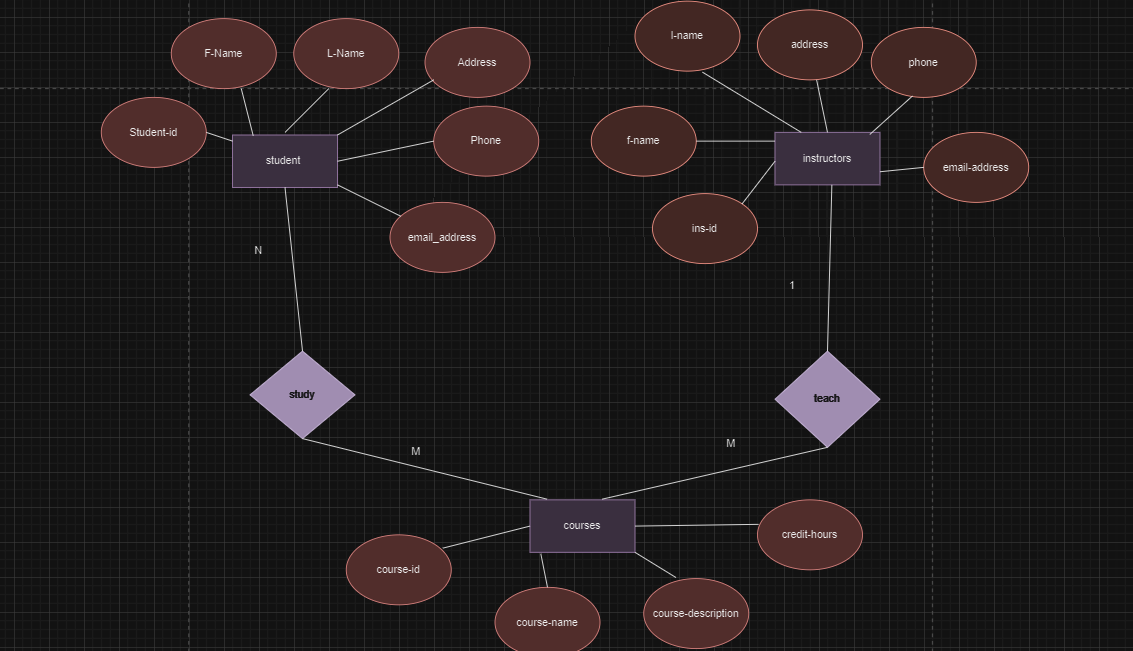 F-Name
L-Name
Address
Student-id
student
Phone
email_address
l-name
address
phone
f-name
instructors
email-address
ins-id
N
1
study
teach
M
M
courses
course-id
credit-hours
course-name
course-description